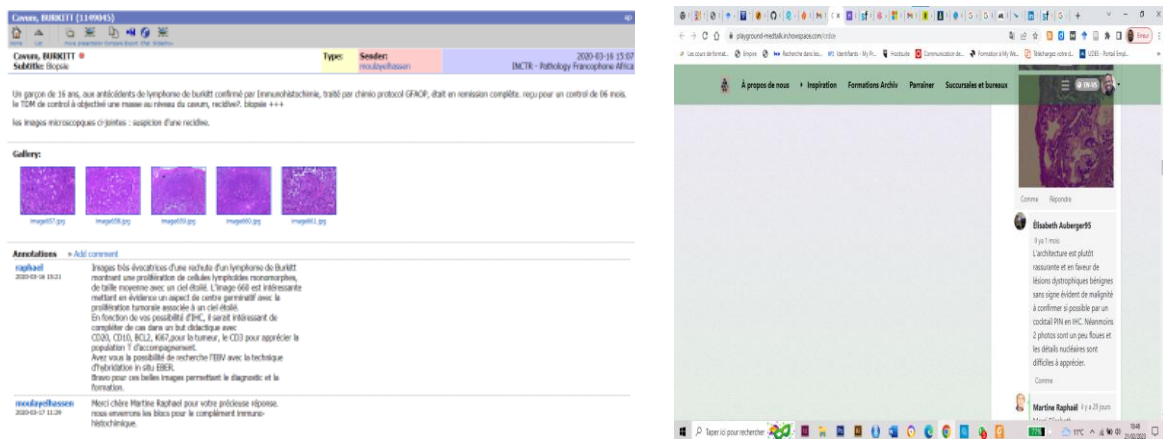 Cavum, BURKITT (1149045)
Cavum, BURKITT
Subtitle: Biopsie
Type:
Sender:
moulayelhassen
2020-03-16 15:07
IMCTR - Pathology Francophone Africa
Un garçon de 16 ans, aux antécédents de lymphome de burkitt confirmé par Immunohistochimie, traité par chimio protocol GFAOP, était en remission complète. reçu pour un control de 06 mois.
le TDM de control à objectivé une masse au niveau du cavum, recidive?. biopsie +++
les images microscopques ci-jointes : suspicion d'une recidive.
Gallery:
image657.jpg
image658.jpg
image659.jpg
image660.jpg
image661.jpg
Annotations
» Add comment
raphael
2020-03-16 15:21
Images très évocatrices d'une rechute d'un lymphome de Burkitt
montrant une prolifération de cellules lymphoïdes monomorphes,
de taille moyenne avec un ciel étoilé. L'image 660 est intéressante
mettant en évidence un aspect de centre germinatif avec la
prolifération tumorale associée à un ciel étoilé.
En fonction de vos possibilité d'IHC, il serait intéressant de
compléter de cas dans un but didactique avec
CD20, CD10, BCL2, Ki67,pour la tumeur, le CD3 pour apprécier la
population T d'accompagnement.
Avez vous la possibilité de recherche l'EBV avec la technique
d'hybridation in situ EBER.
Bravo pour ces belles images permettant le diagnostic et la
formation.
moulayelhassen
2020-03-17 11:29
Merci chère Martine Raphael pour votre précieuse réponse.
nous enverrons les blocs pour le complément immuno-
histochimique.
playground-medtalk.in.howspace.com
À propos de nous
Inspiration
Formations Archiv
Parrainer
Succursales et bureaux
EN-US
Comme
Répondre
Élisabeth Auberger95
Il y a 1 mois
L'architecture est plutôt
rassurante et en faveur de
lésions dystrophiques bénignes
sans signe évident de malignité
à confirmer si possible par un
cocktail PIN en IHC. Néanmoins
2 photos sont un peu floues et
les détails nucléaires sont
difficiles à apprécier.
Comme
Martine Raphaël
il y a 29 jours
Taper ici pour rechercher
11°C
21/02/2023